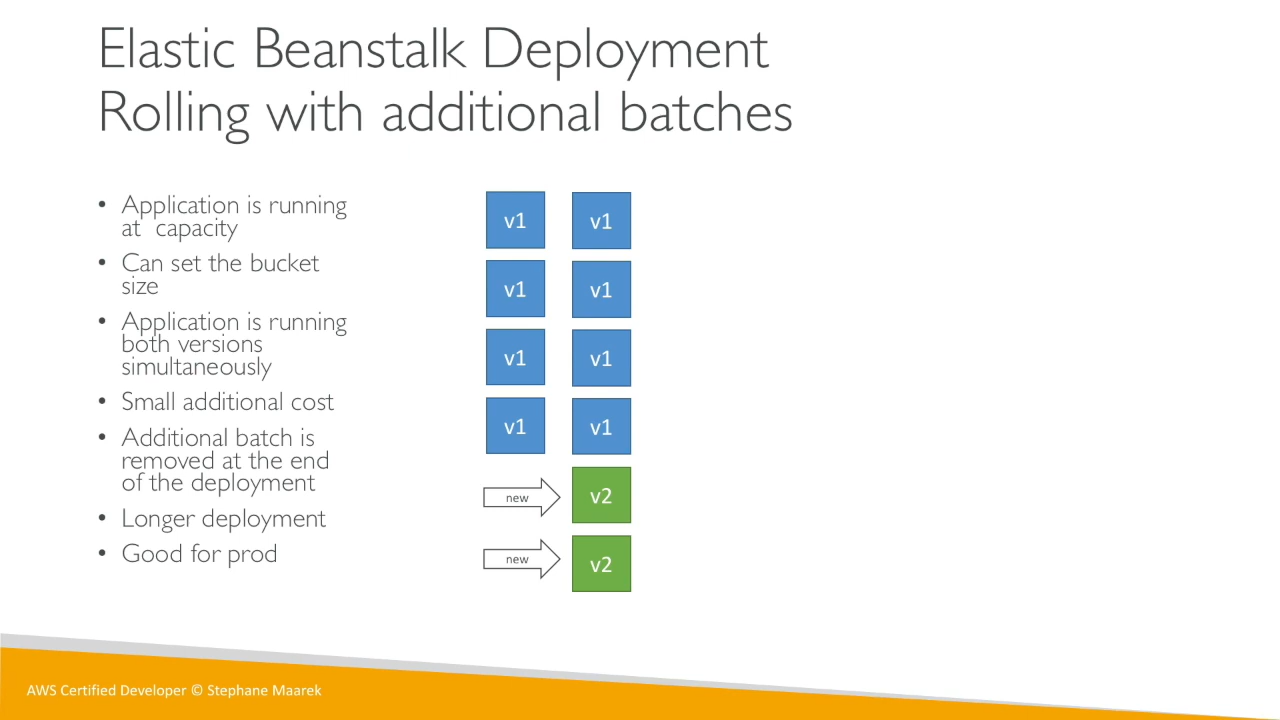 Elastic Beanstalk Deployment
Rolling with additional batches
• Application is running
at capacity
• Can set the bucket
size
• Application is running
both versions
simultaneously
• Small additional cost
• Additional batch is
removed at the end
of the deployment
• Longer deployment
• Good for prod
v1 v1
v1 v1
v1 v1
v1 v1
new v2
new v2
AWS Certified Developer © Stephane Maarek